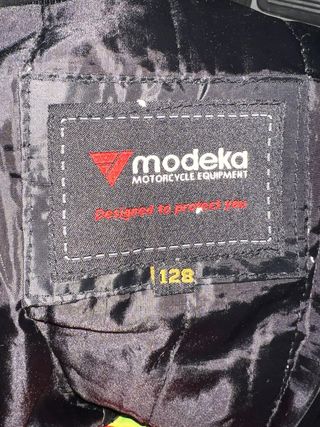 modeka
MOTORCYCLE EQUIPMENT
Designed to protect you
128